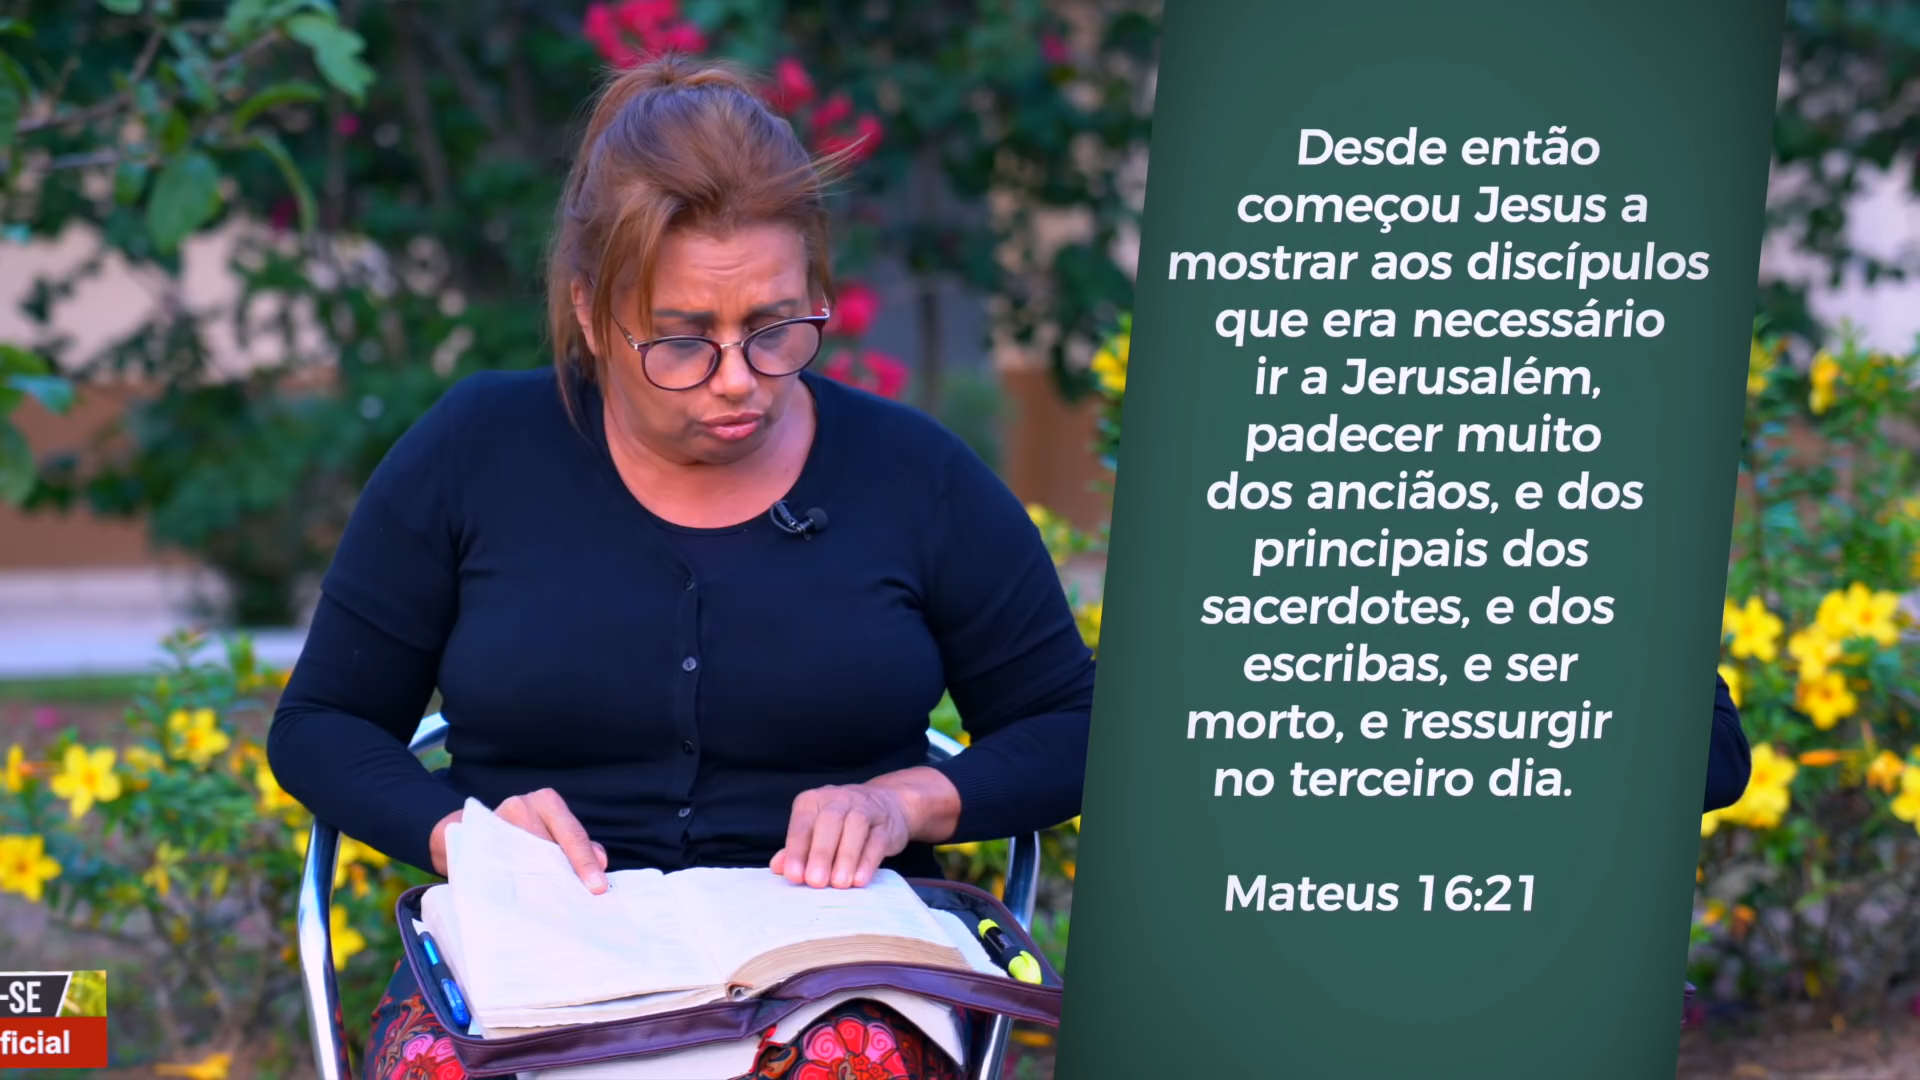 Desde então
começou Jesus a
mostrar aos discípulos
que era necessário
ir a Jerusalém,
padecer muito
dos anciãos, e dos
principais dos
sacerdotes, e dos
escribas, e ser
morto, e ressurgir
no terceiro dia.
Mateus 16:21
-SE
ficial